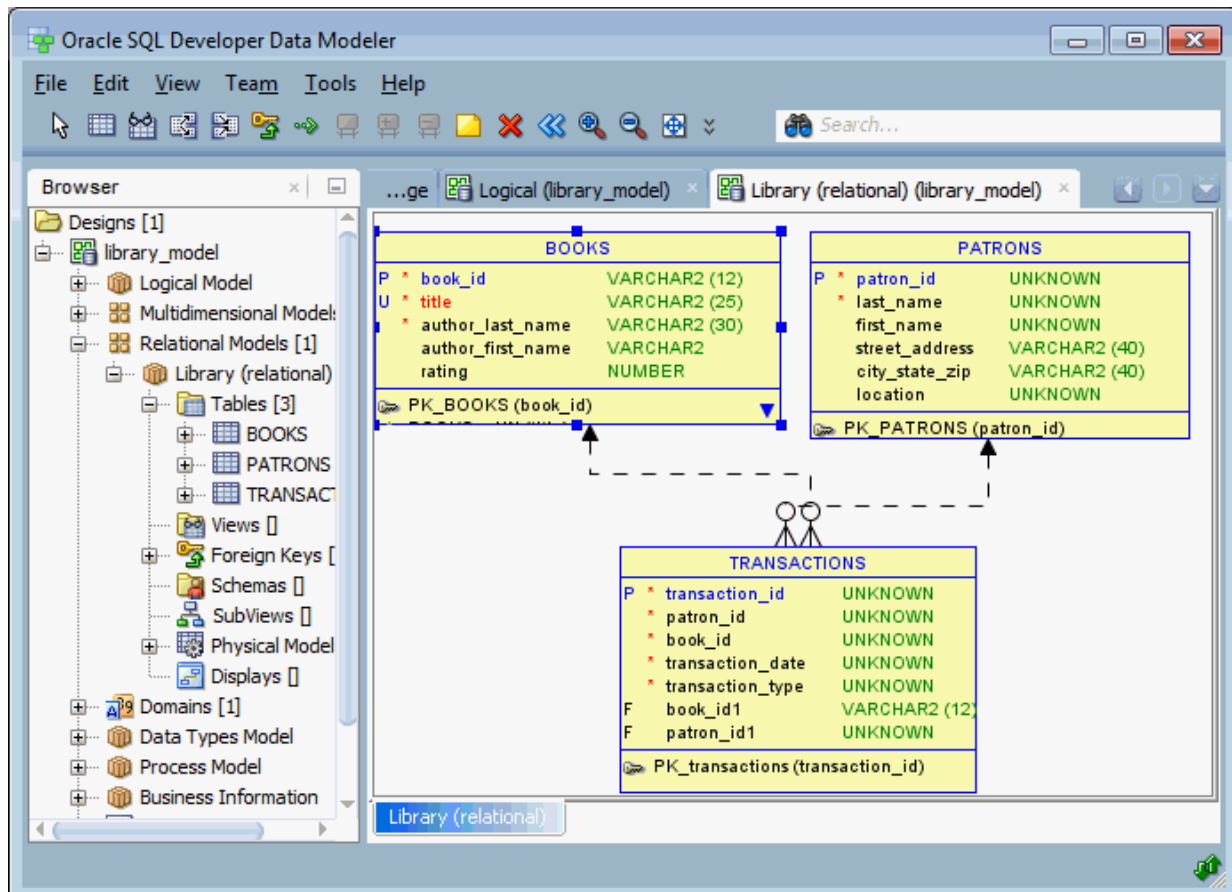 Oracle SQL Developer Data Modeler
File Edit View Team Tools Help
Search...
Browser
...ge Logical (library_model) Library (relational) (library_model)
Designs [1]
library_model
Logical Model
Multidimensional Models
Relational Models [1]
Library (relational)
Tables [3]
BOOKS
PATRONS
TRANSACT
Views []
Foreign Keys [
Schemas []
SubViews []
Physical Model
Displays []
Domains [1]
Data Types Model
Process Model
Business Information
BOOKS
P * book_id VARCHAR2 (12)
U * title VARCHAR2 (25)
* author_last_name VARCHAR2 (30)
author_first_name VARCHAR2
rating NUMBER
PK_BOOKS (book_id)
PATRONS
P * patron_id UNKNOWN
* last_name UNKNOWN
first_name UNKNOWN
street_address VARCHAR2 (40)
city_state_zip VARCHAR2 (40)
location UNKNOWN
PK_PATRONS (patron_id)
TRANSACTIONS
P * transaction_id UNKNOWN
* patron_id UNKNOWN
* book_id UNKNOWN
* transaction_date UNKNOWN
* transaction_type UNKNOWN
F book_id1 VARCHAR2 (12)
F patron_id1 UNKNOWN
PK_transactions (transaction_id)
Library (relational)